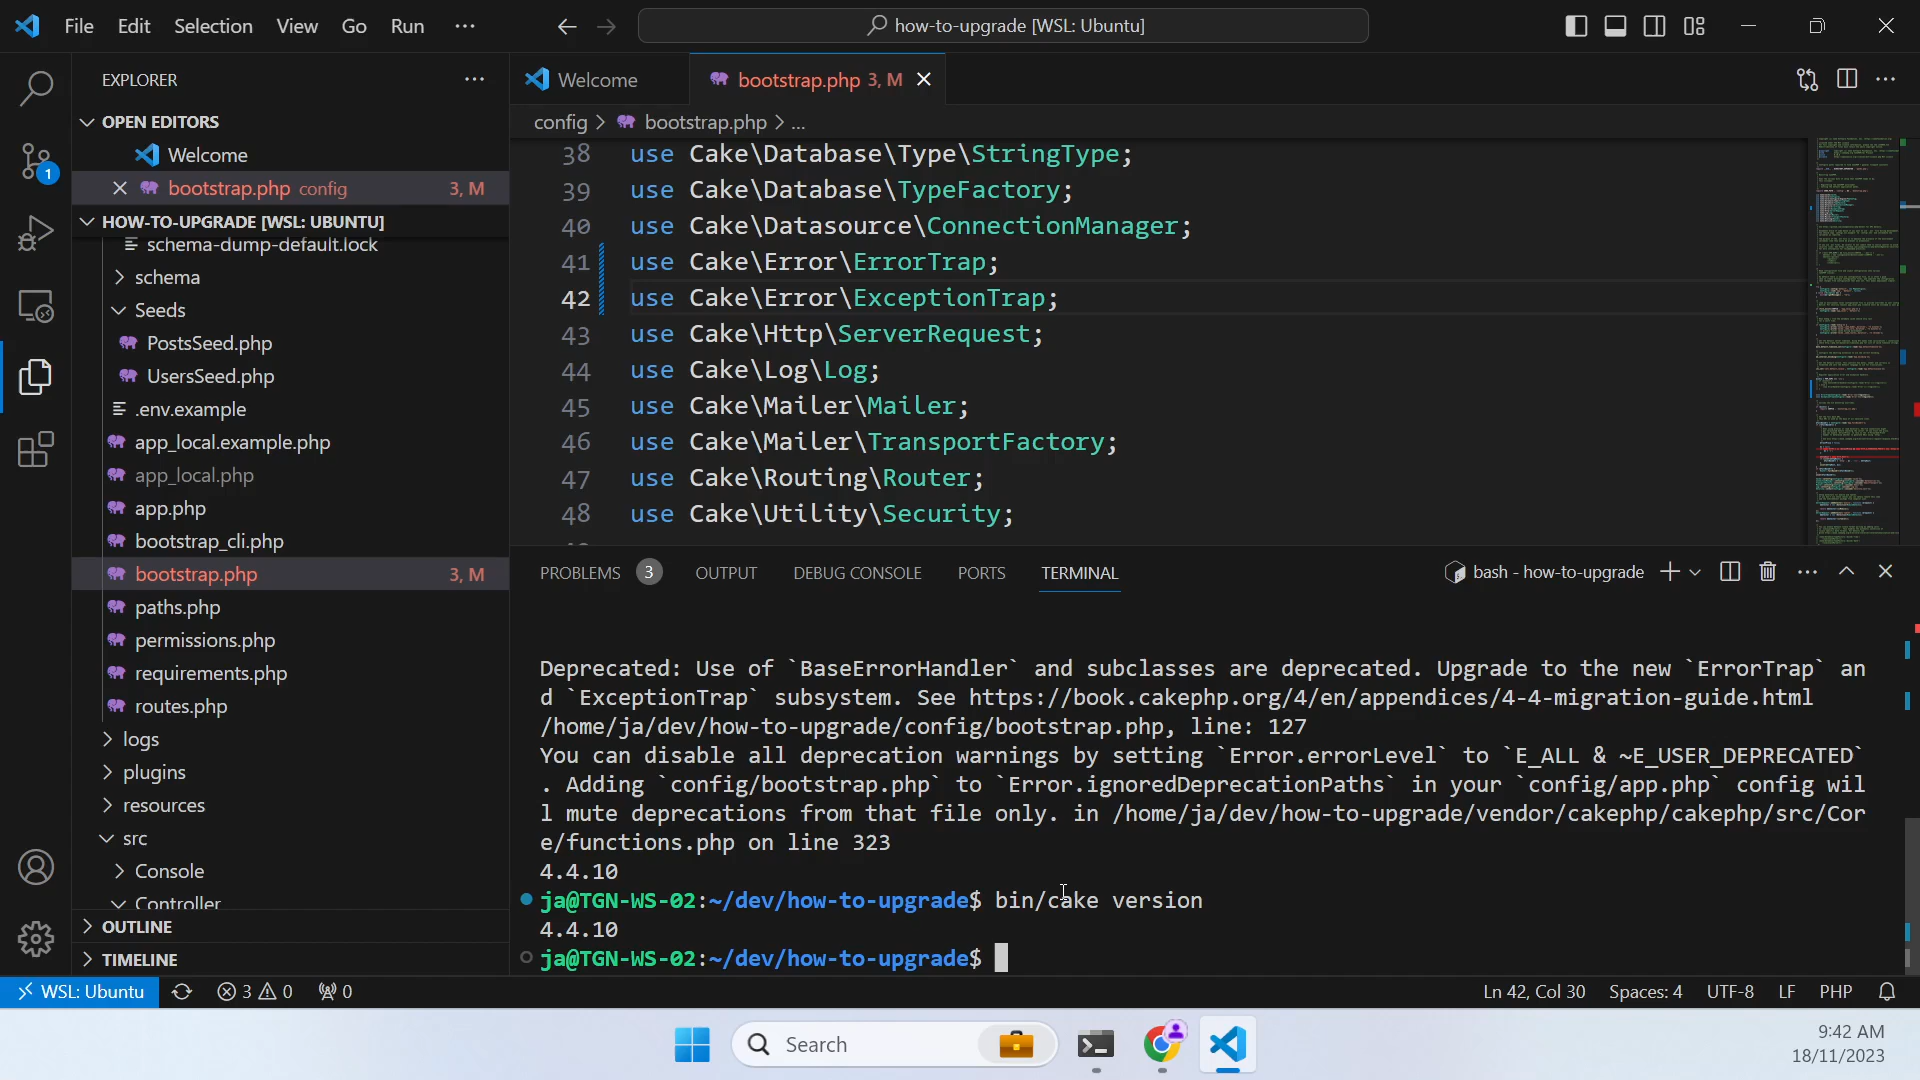 File Edit Selection View Go Run ···
how-to-upgrade [WSL: Ubuntu]
EXPLORER ···
OPEN EDITORS
Welcome
bootstrap.php config 3, M
HOW-TO-UPGRADE [WSL: UBUNTU]
schema-dump-default.lock
schema
Seeds
PostsSeed.php
UsersSeed.php
.env.example
app_local.example.php
app_local.php
app.php
bootstrap_cli.php
bootstrap.php 3, M
paths.php
permissions.php
requirements.php
routes.php
logs
plugins
resources
src
Console
Controller
OUTLINE
TIMELINE
1
Welcome
bootstrap.php 3, M
config > bootstrap.php > ...
38 use Cake\Database\Type\StringType;
39 use Cake\Database\TypeFactory;
40 use Cake\Datasource\ConnectionManager;
41 use Cake\Error\ErrorTrap;
42 use Cake\Error\ExceptionTrap;
43 use Cake\Http\ServerRequest;
44 use Cake\Log\Log;
45 use Cake\Mailer\Mailer;
46 use Cake\Mailer\TransportFactory;
47 use Cake\Routing\Router;
48 use Cake\Utility\Security;
PROBLEMS 3 OUTPUT DEBUG CONSOLE PORTS TERMINAL
bash - how-to-upgrade
Deprecated: Use of `BaseErrorHandler` and subclasses are deprecated. Upgrade to the new `ErrorTrap` an
d `ExceptionTrap` subsystem. See https://book.cakephp.org/4/en/appendices/4-4-migration-guide.html
/home/ja/dev/how-to-upgrade/config/bootstrap.php, line: 127
You can disable all deprecation warnings by setting `Error.errorLevel` to `E_ALL & ~E_USER_DEPRECATED`
. Adding `config/bootstrap.php` to `Error.ignoredDeprecationPaths` in your `config/app.php` config wil
l mute deprecations from that file only. in /home/ja/dev/how-to-upgrade/vendor/cakephp/cakephp/src/Cor
e/functions.php on line 323
4.4.10
ja@TGN-WS-02:~/dev/how-to-upgrade$ bin/cake version
4.4.10
ja@TGN-WS-02:~/dev/how-to-upgrade$
WSL: Ubuntu 3 0 0
Ln 42, Col 30 Spaces: 4 UTF-8 LF PHP
Search
9:42 AM
18/11/2023